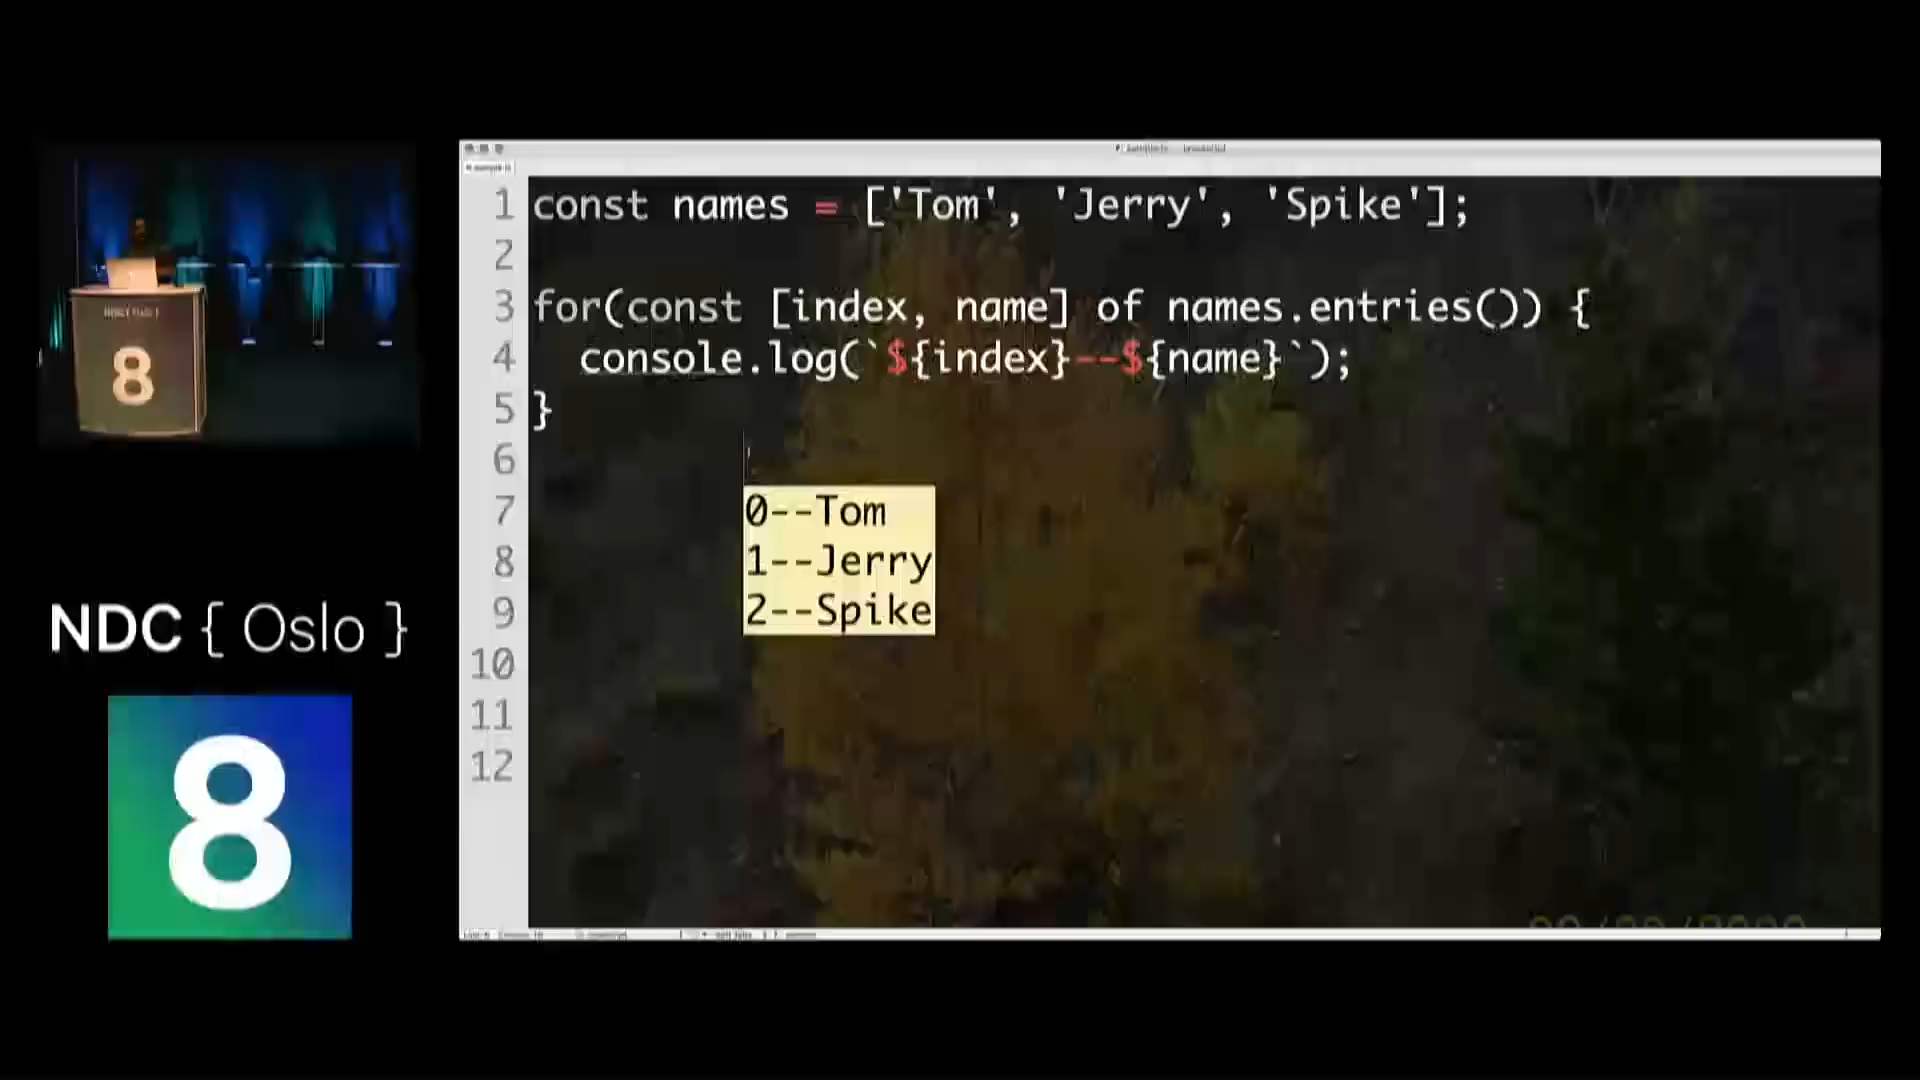 8
NDC { Oslo }
8
1 const names = ['Tom', 'Jerry', 'Spike'];
2
3 for(const [index, name] of names.entries()) {
4   console.log(`${index}--${name}`);
5 }
6
7
8
9
10
11
12
0--Tom
1--Jerry
2--Spike